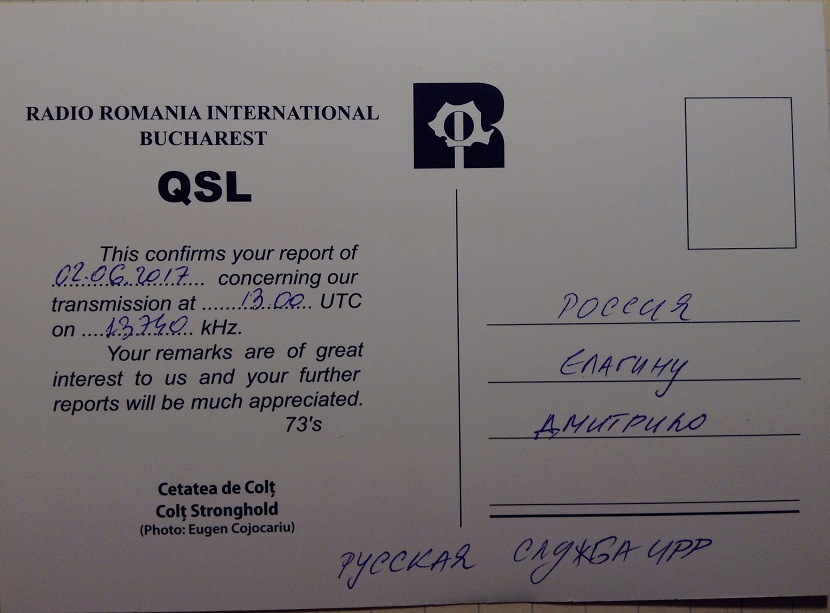 RADIO ROMANIA INTERNATIONAL
BUCHAREST
QSL
This confirms your report of
02.06.2017 concerning our
transmission at 13.00 UTC
on 13740 kHz.
Your remarks are of great
interest to us and your further
reports will be much appreciated.
73's
Cetatea de Colț
Colț Stronghold
(Photo: Eugen Cojocariu)
РОССИЯ
ЕЛАГИНУ
ДМИТРИЮ
РУССКАЯ СЛУЖБА ИРР